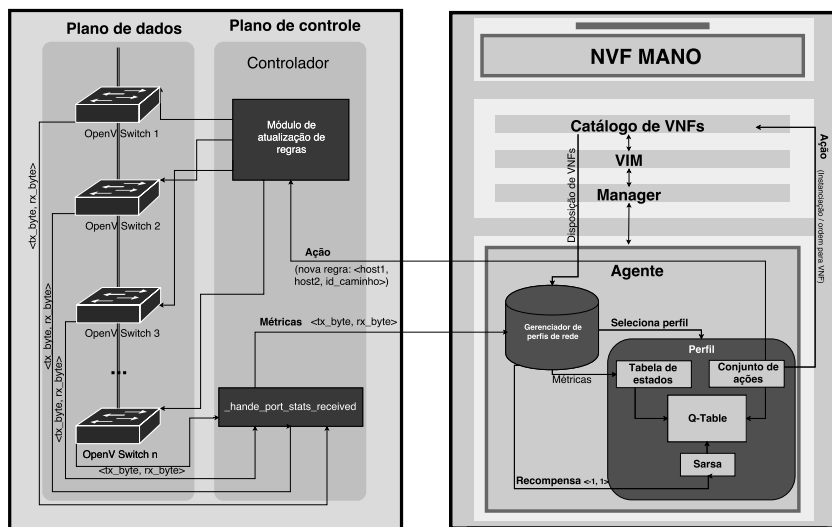 Plano de dados
Plano de controle
Controlador
OpenV Switch 1
OpenV Switch 2
OpenV Switch 3
...
OpenV Switch n
<tx_byte, rx_byte>
<tx_byte, rx_byte>
<tx_byte, rx_byte>
<tx_byte, rx_byte>
Módulo de
atualização de
regras
Ação
(nova regra: <host1,
host2, id_caminho>)
Métricas <tx_byte, rx_byte>
_hande_port_stats_received
NVF MANO
Catálogo de VNFs
VIM
Manager
Disposição de VNFs
Ação
(Instanciação / ordem para VNF)
Agente
Gerenciador de
perfis de rede
Seleciona perfil
Métricas
Perfil
Tabela de
estados
Conjunto de
ações
Q-Table
Sarsa
Recompensa <-1, 1>